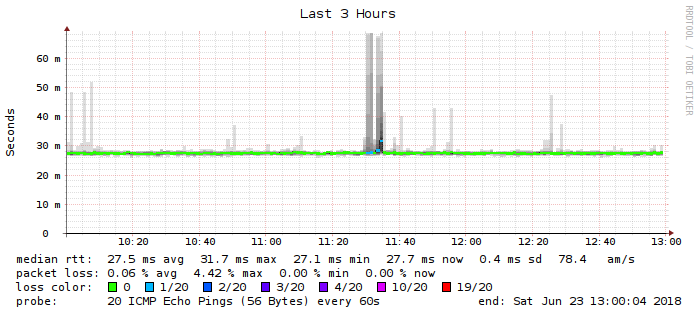 Last 3 Hours
RRDTOOL / TOBI OETIKER
Seconds
60 m
50 m
40 m
30 m
20 m
10 m
0
10:20 10:40 11:00 11:20 11:40 12:00 12:20 12:40 13:00
median rtt: 27.5 ms avg 31.7 ms max 27.1 ms min 27.7 ms now 0.4 ms sd 78.4 am/s
packet loss: 0.06 % avg 4.42 % max 0.00 % min 0.00 % now
loss color: 0 1/20 2/20 3/20 4/20 10/20 19/20
probe: 20 ICMP Echo Pings (56 Bytes) every 60s end: Sat Jun 23 13:00:04 2018